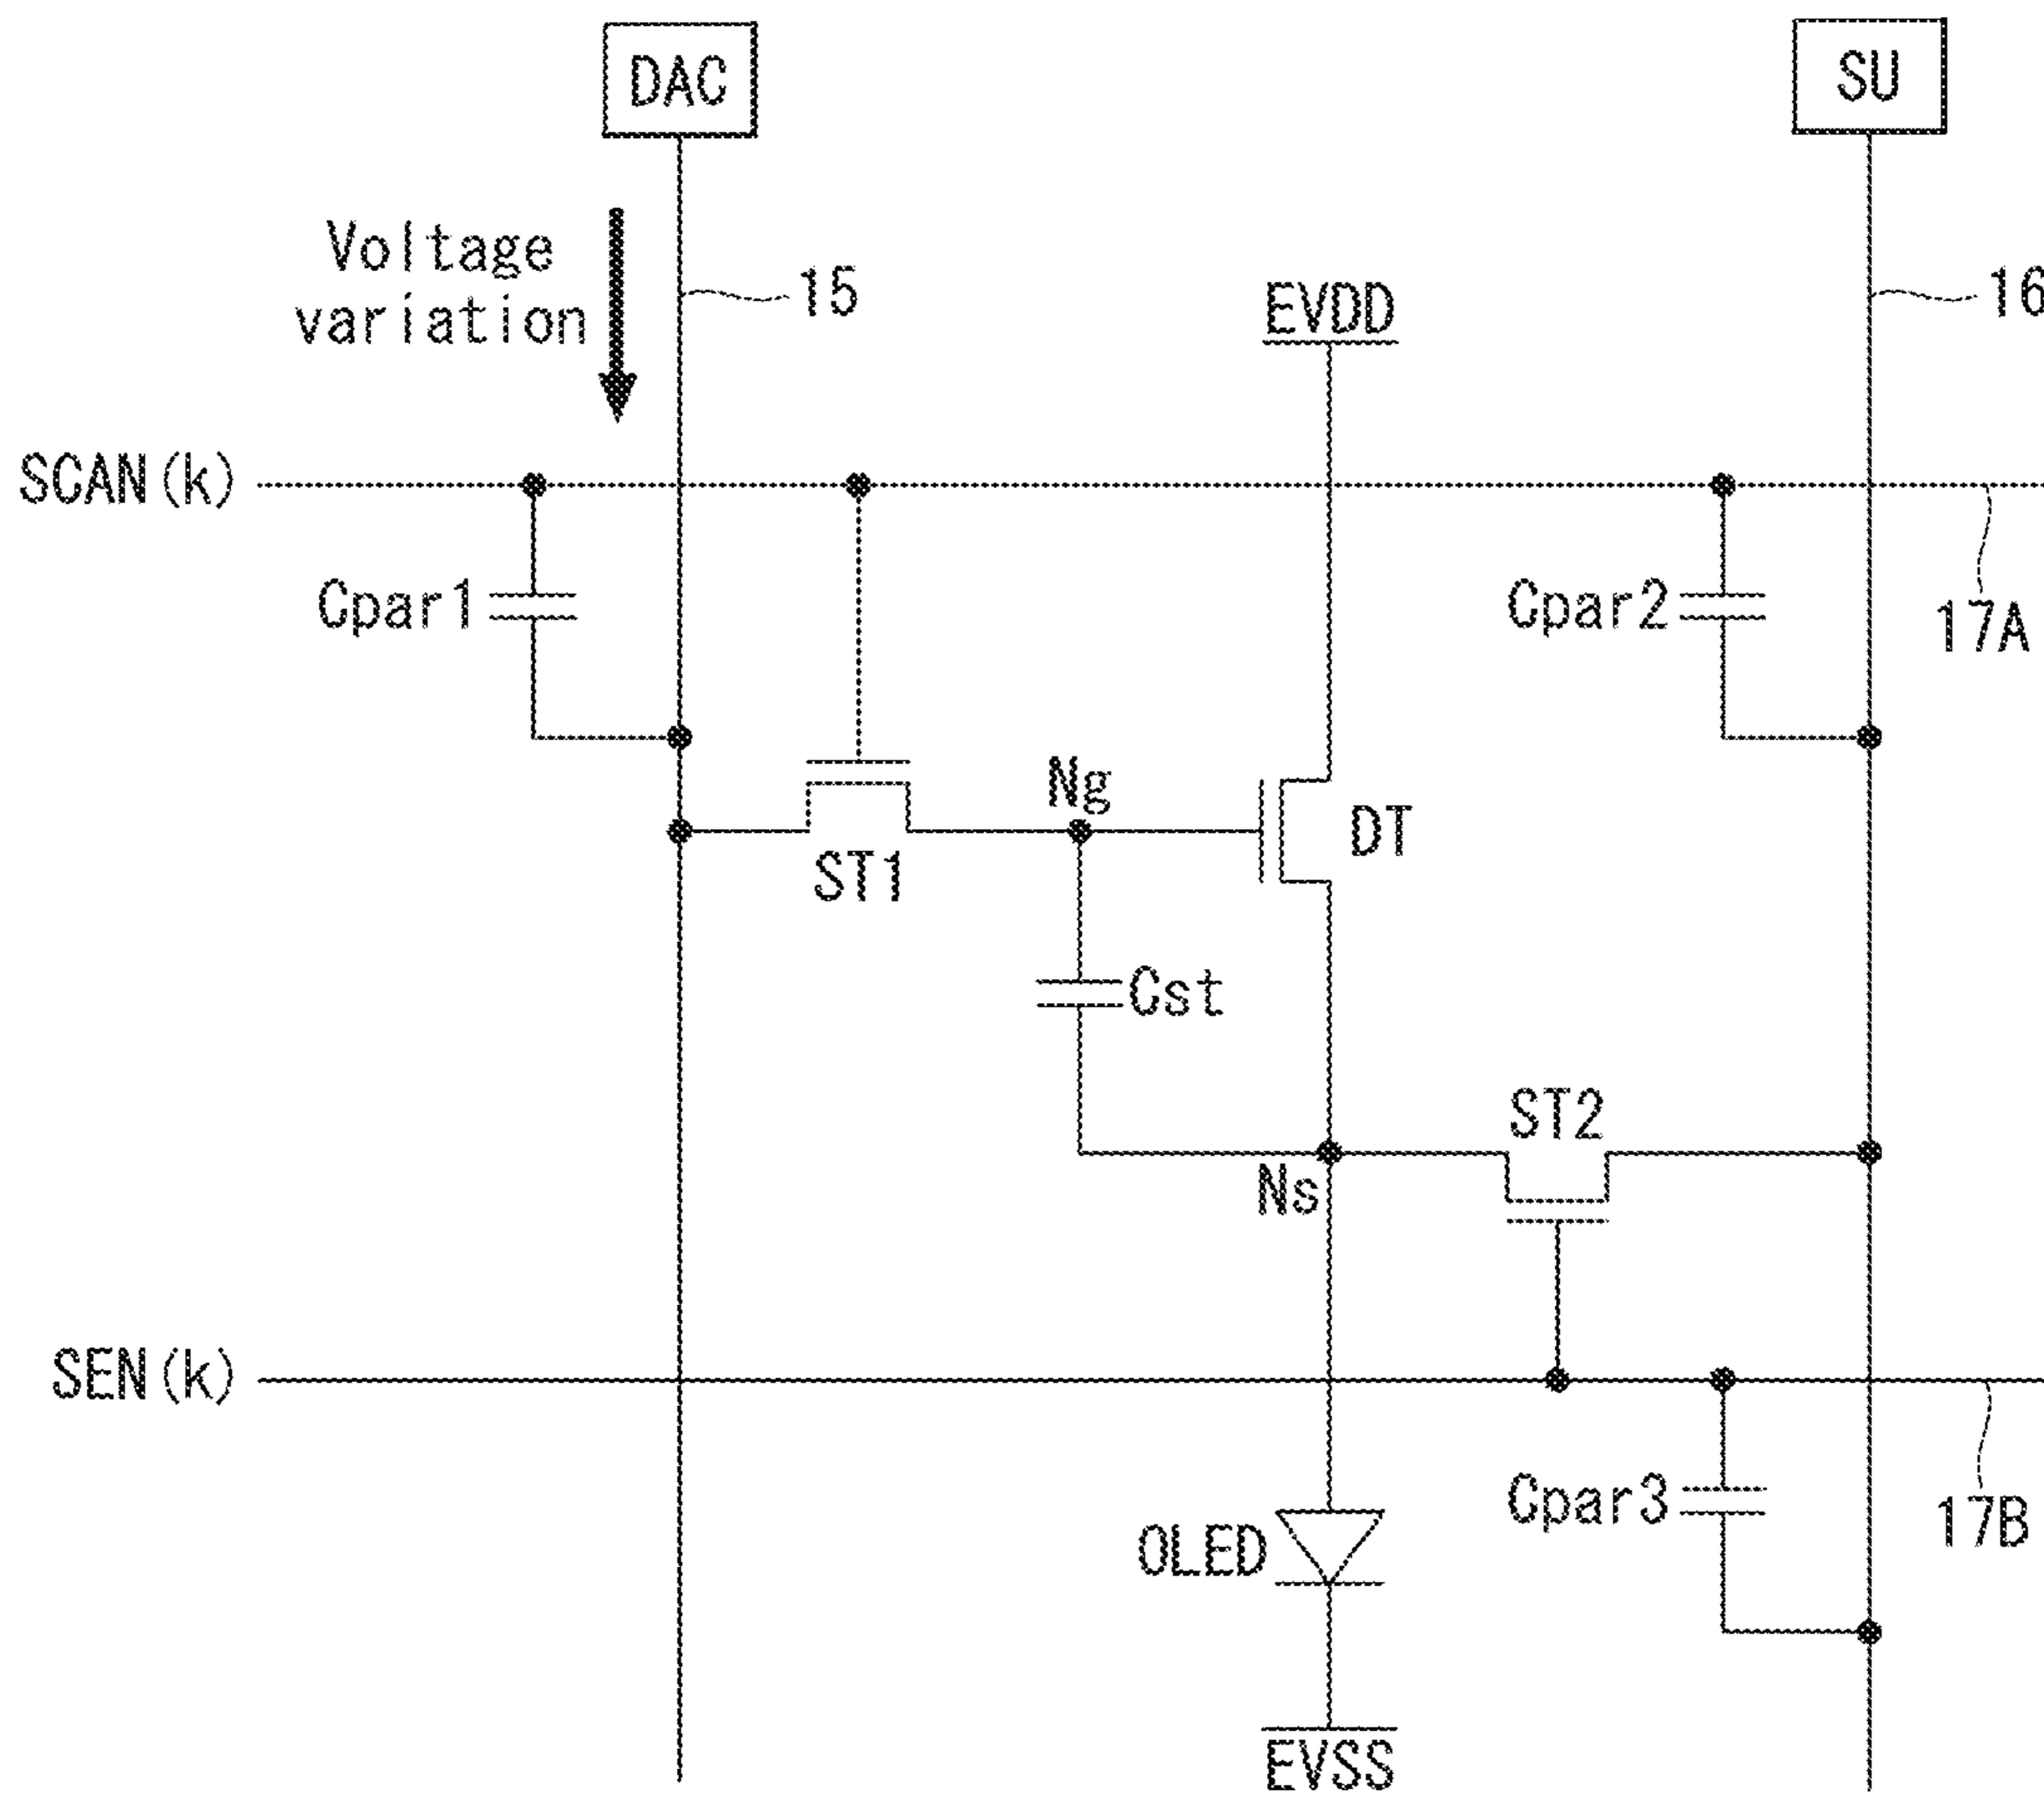 DAC
SU
Voltage
variation
15
16
EVDD
SCAN(k)
Cpar1
Cpar2
17A
Ng
DT
ST1
Cst
ST2
Ns
SEN(k)
Cpar3
17B
OLED
EVSS